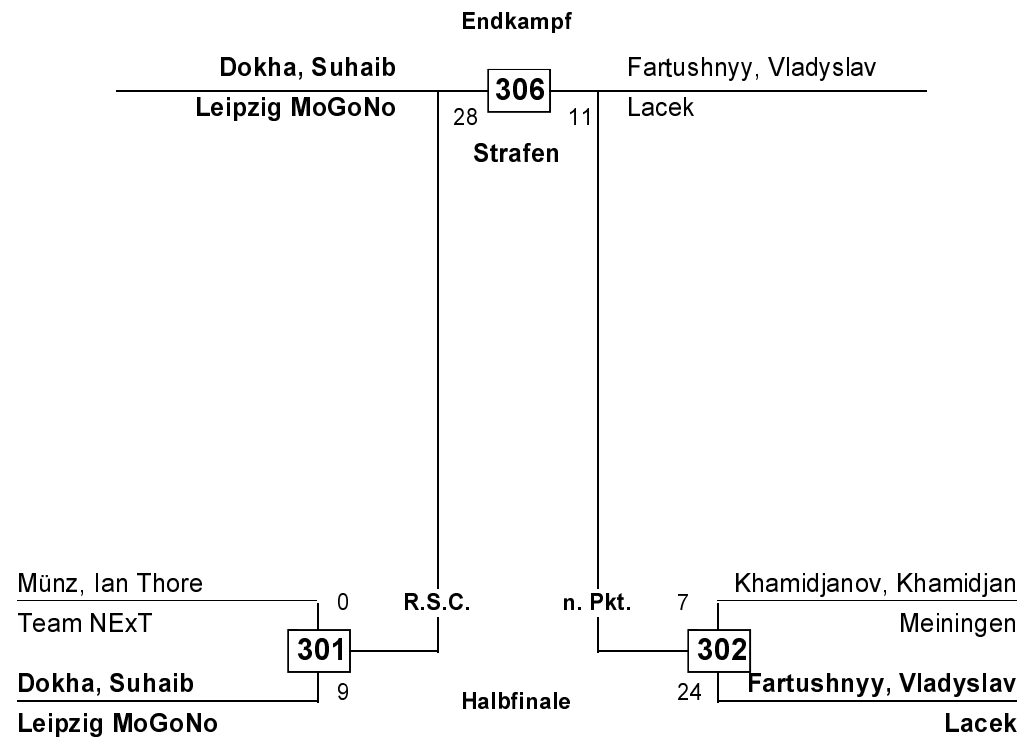 Endkampf
Dokha, Suhaib
Leipzig MoGoNo
28
306
11
Strafen
Fartushnyy, Vladyslav
Lacek
Münz, Ian Thore
Team NExT
0
R.S.C.
301
Dokha, Suhaib
Leipzig MoGoNo
9
Halbfinale
n. Pkt.
7
Khamidjanov, Khamidjan
Meiningen
302
24
Fartushnyy, Vladyslav
Lacek